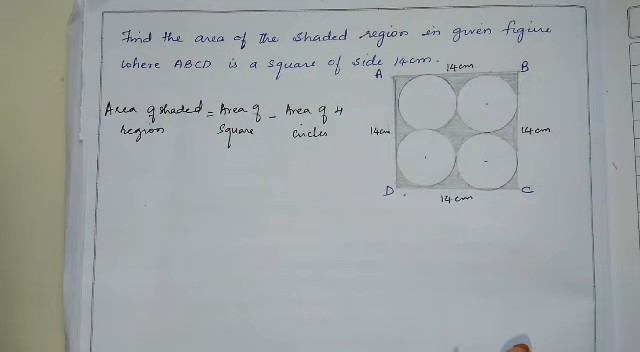 Find the area of the shaded region in given figure
where ABCD is a square of side 14cm.
A 14cm B
Area of shaded = Area of - Area of 4
region square circles
14cm 14cm
D . 14cm C